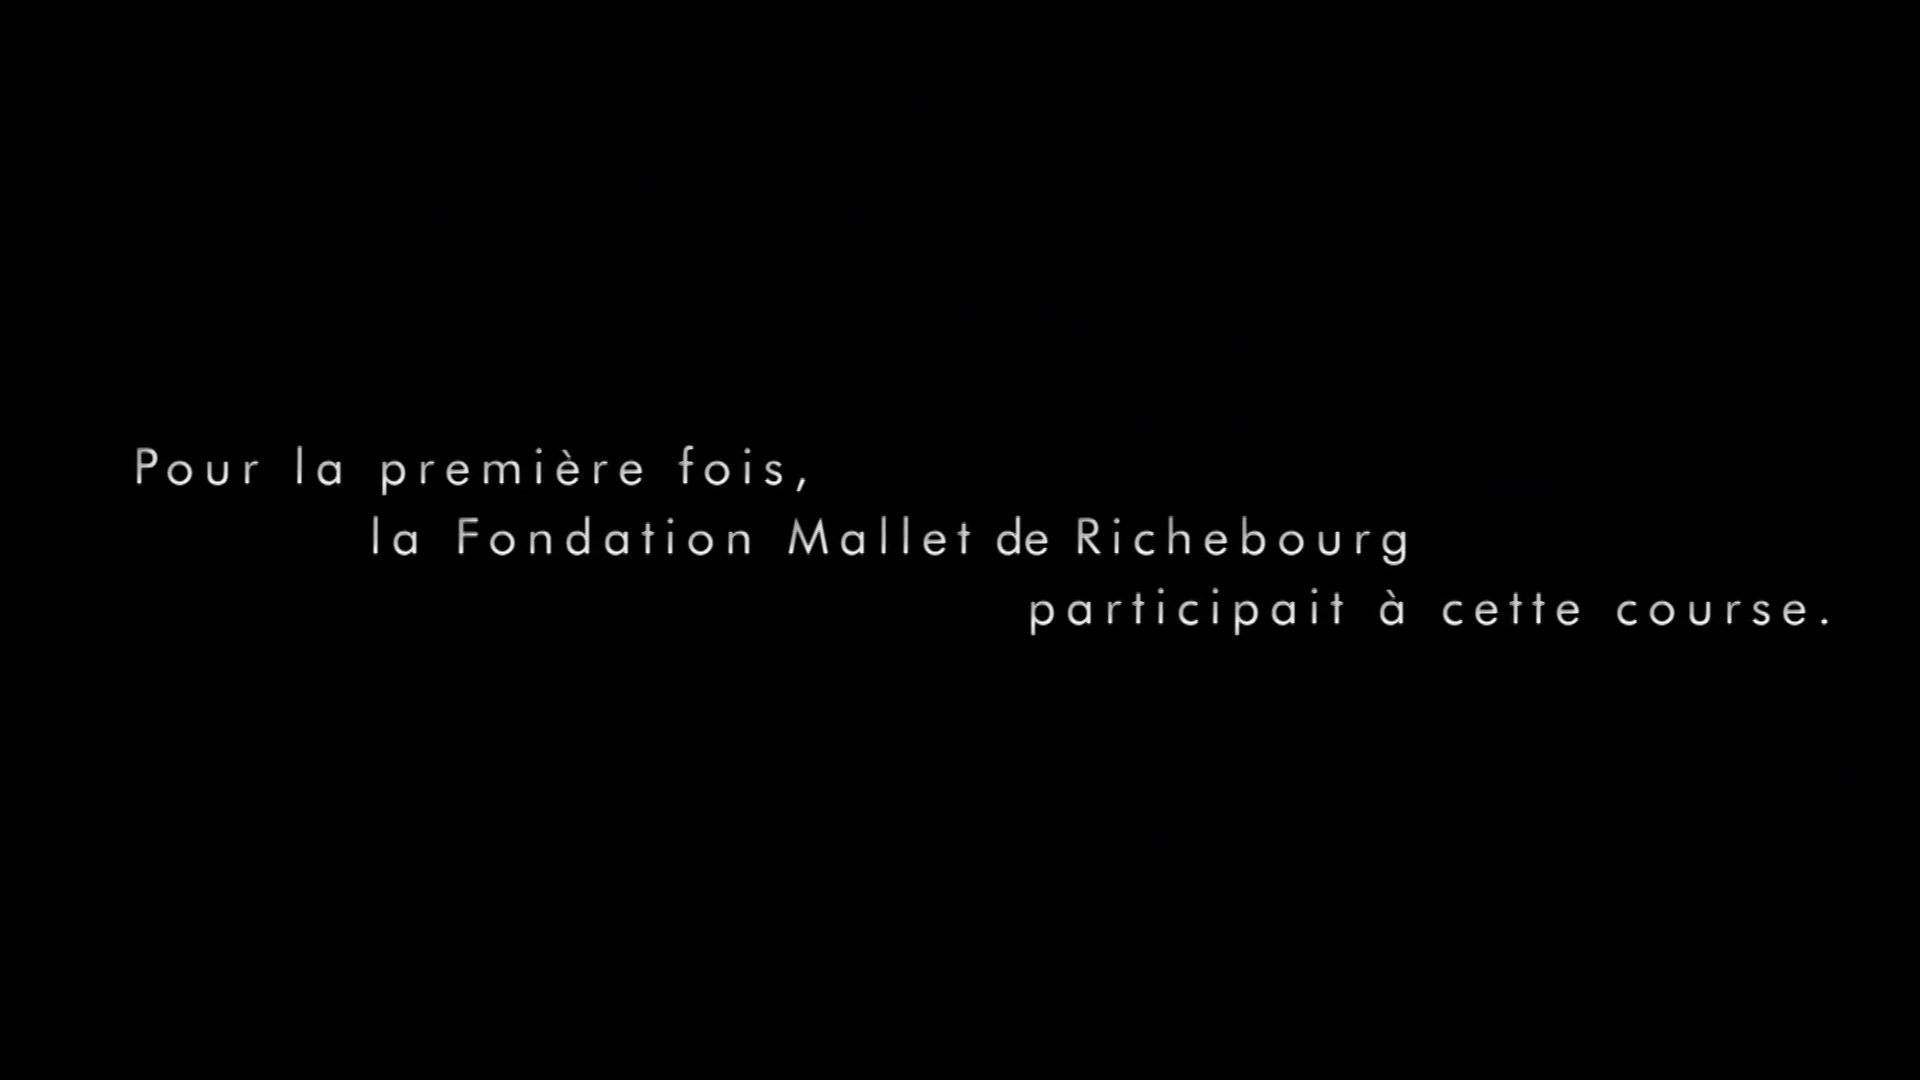 Pour la première fois,
la Fondation Mallet de Richebourg
participait à cette course.